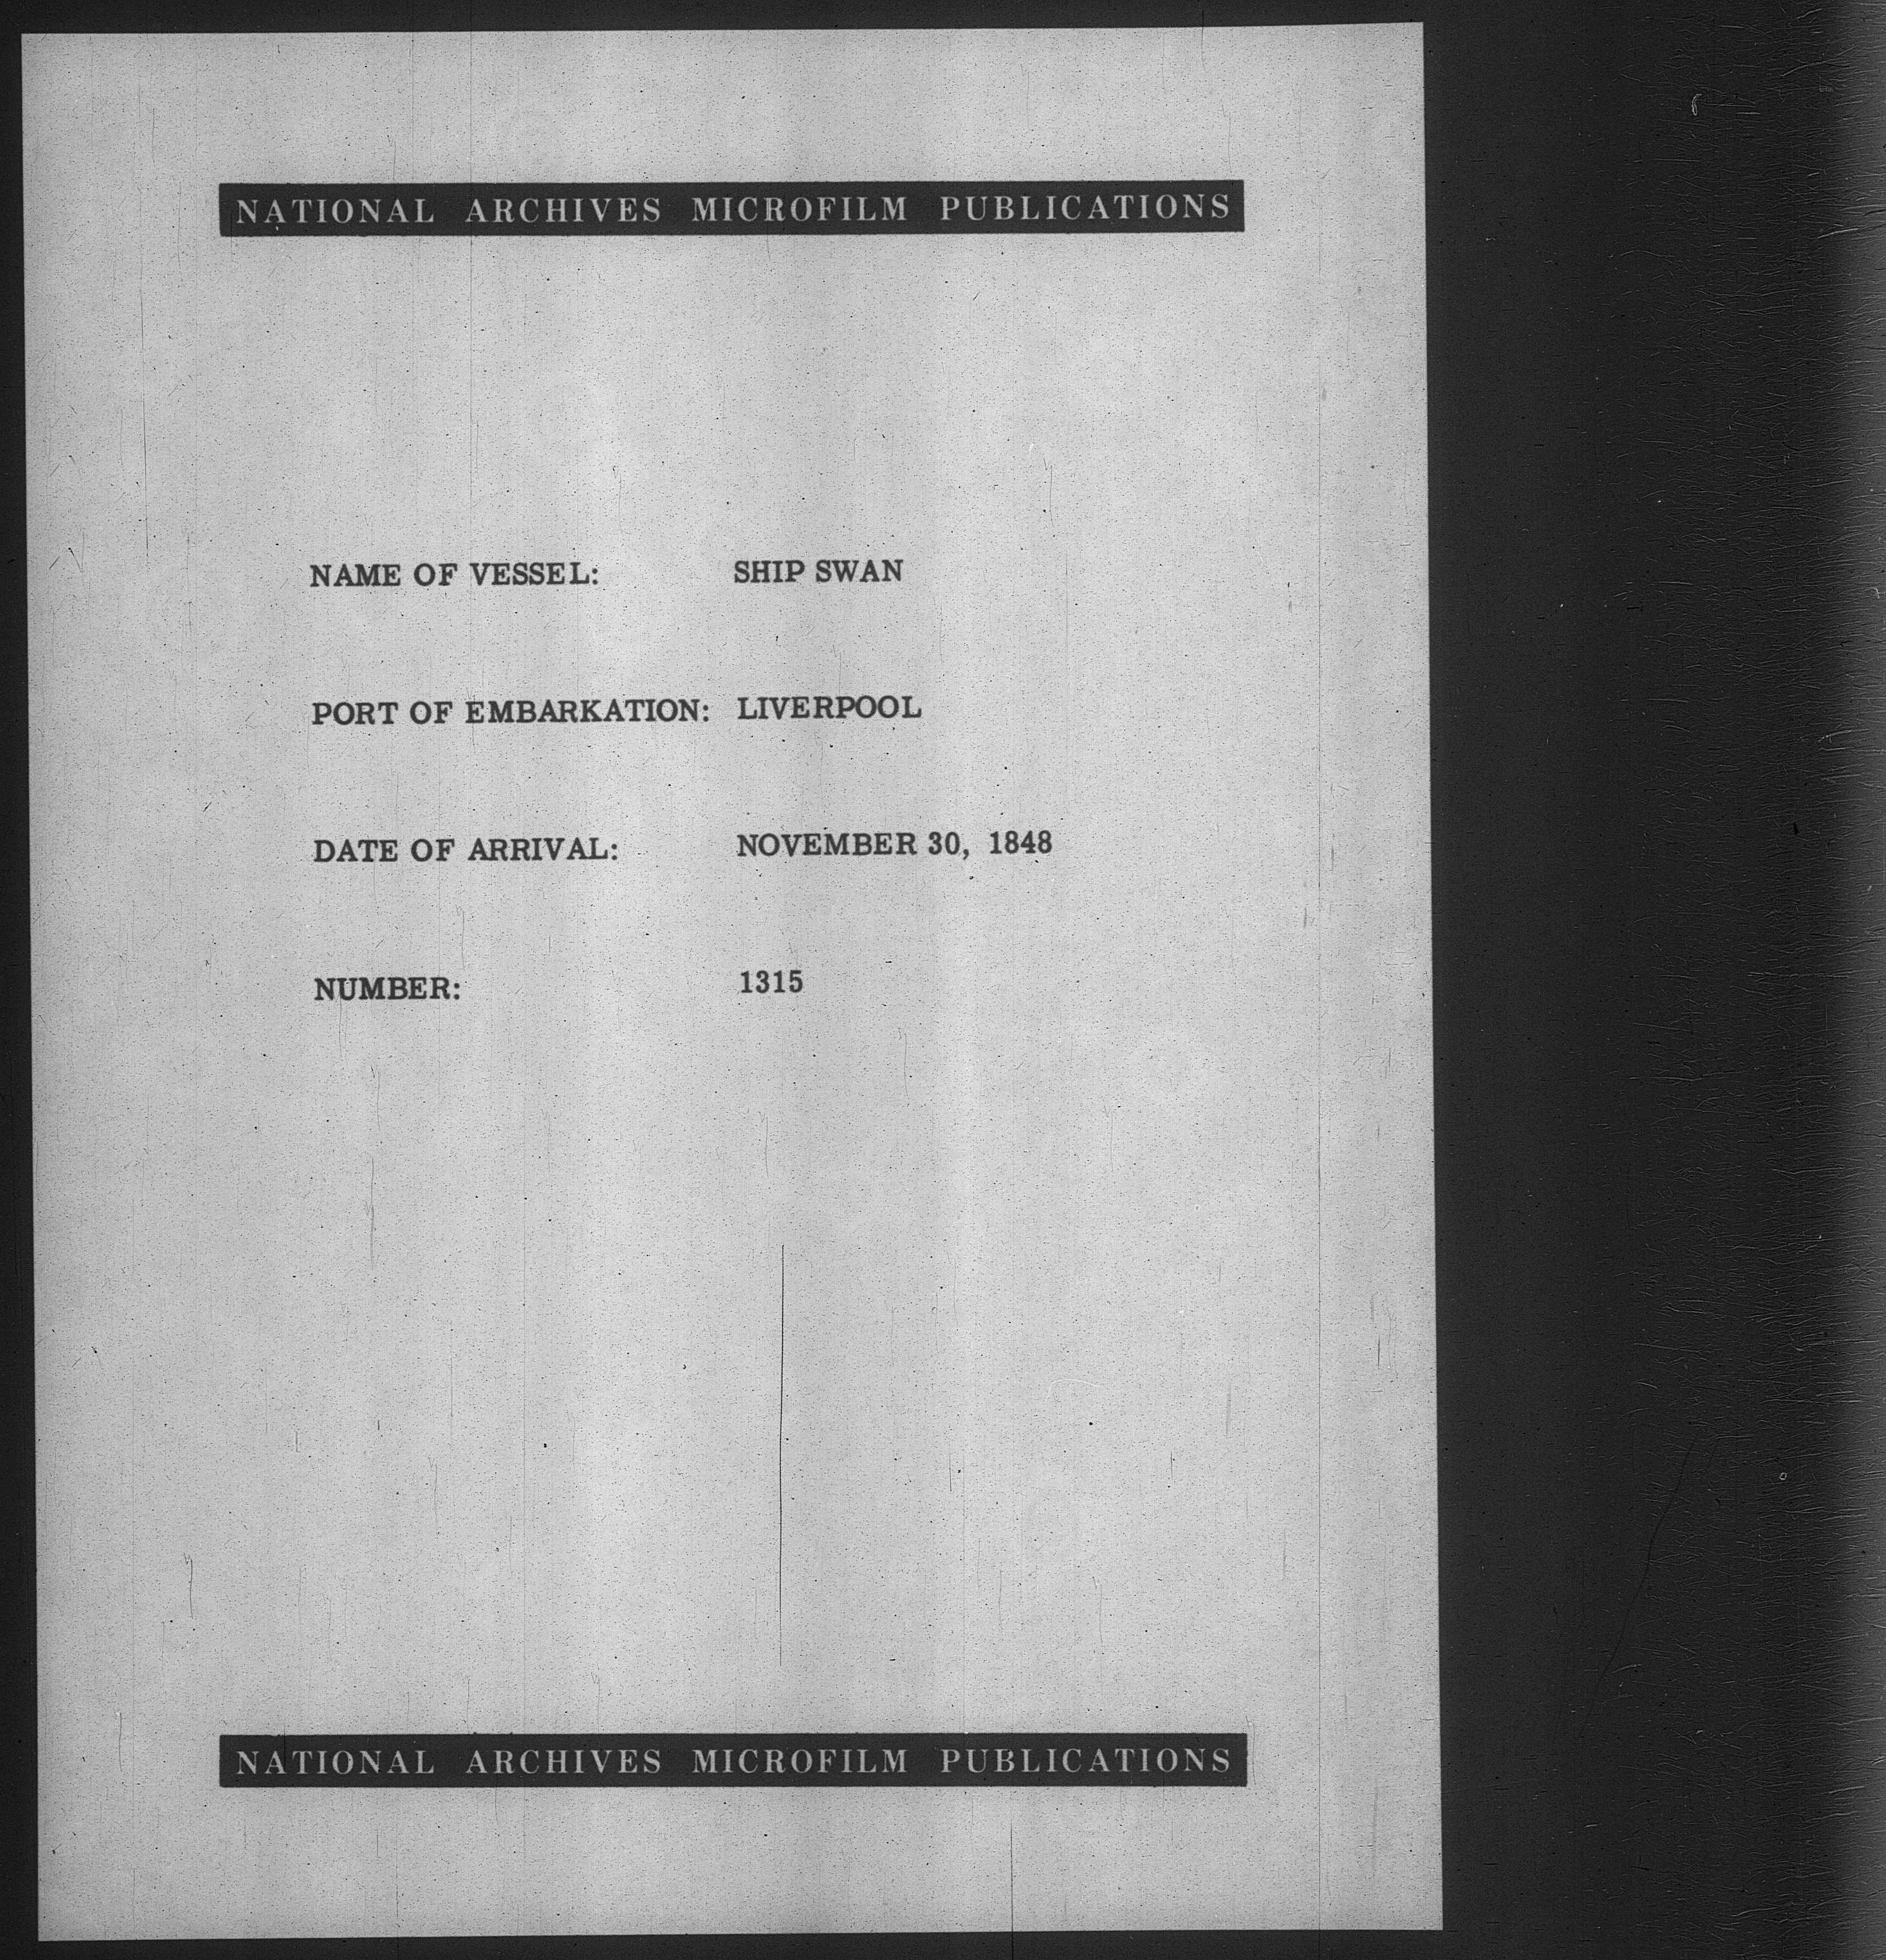 NATIONAL ARCHIVES MICROFILM PUBLICATIONS
NAME OF VESSEL: SHIP SWAN
PORT OF EMBARKATION: LIVERPOOL
DATE OF ARRIVAL: NOVEMBER 30, 1848
NUMBER: 1315
NATIONAL ARCHIVES MICROFILM PUBLICATIONS